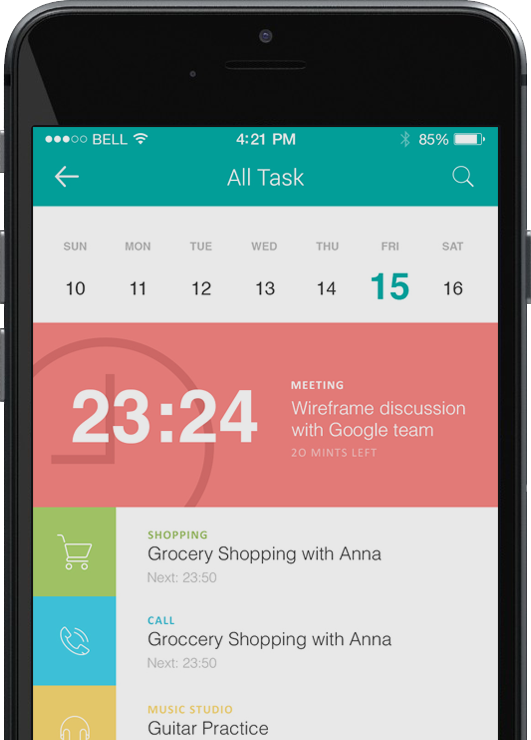 BELL 4:21 PM 85%
All Task
SUN MON TUE WED THU FRI SAT
10 11 12 13 14 15 16
23:24
MEETING
Wireframe discussion
with Google team
20 MINTS LEFT
SHOPPING
Grocery Shopping with Anna
Next: 23:50
CALL
Groccery Shopping with Anna
Next: 23:50
MUSIC STUDIO
Guitar Practice